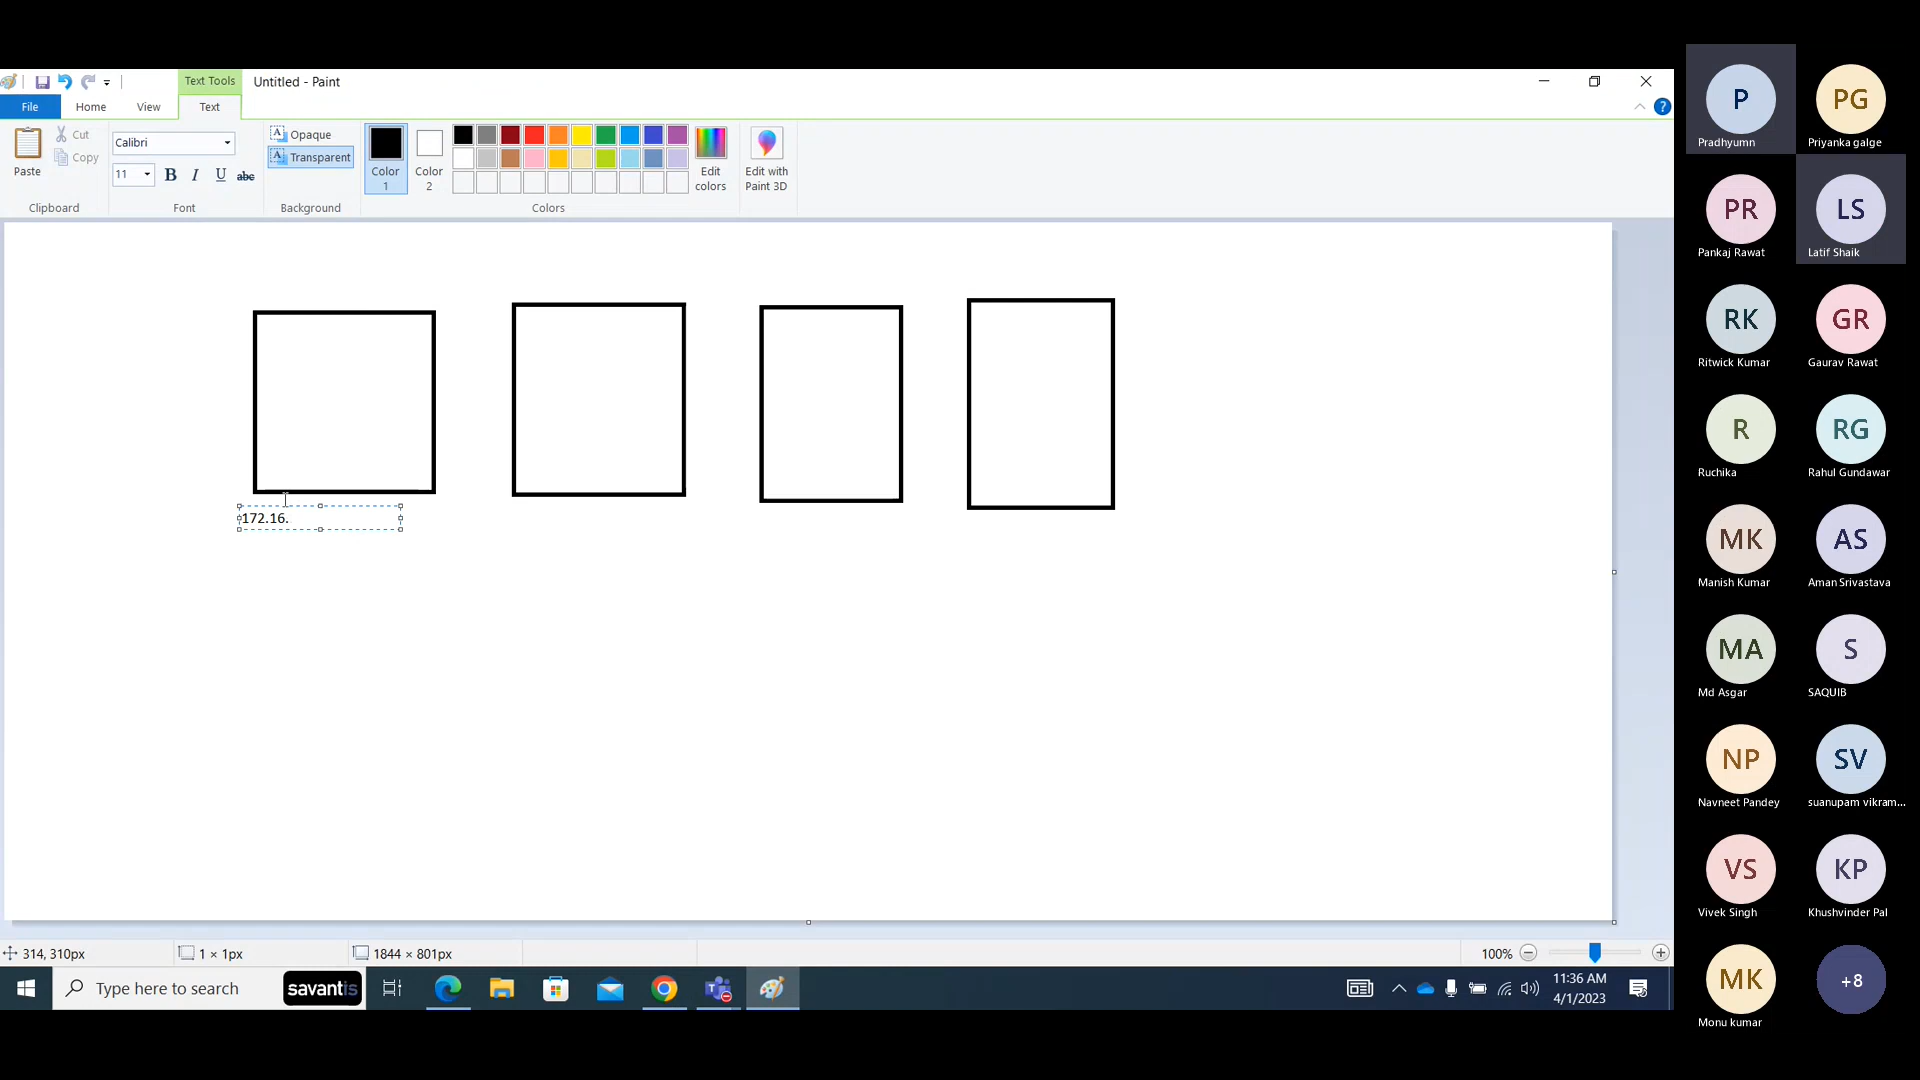 Text Tools
Untitled - Paint
File
Home
View
Text
?
Paste
Cut
Copy
Clipboard
Calibri
11
B
I
U
abc
Font
A Opaque
A Transparent
Background
Color 1
Color 2
Edit colors
Colors
Edit with Paint 3D
172.16.
314, 310px
1 × 1px
1844 × 801px
100%
Type here to search
savantis
11:36 AM
4/1/2023
P
Pradhyumn
PG
Priyanka galge
PR
Pankaj Rawat
LS
Latif Shaik
RK
Ritwick Kumar
GR
Gaurav Rawat
R
Ruchika
RG
Rahul Gundawar
MK
Manish Kumar
AS
Aman Srivastava
MA
Md Asgar
S
SAQUIB
NP
Navneet Pandey
SV
suanupam vikram...
VS
Vivek Singh
KP
Khushvinder Pal
MK
Monu kumar
+8